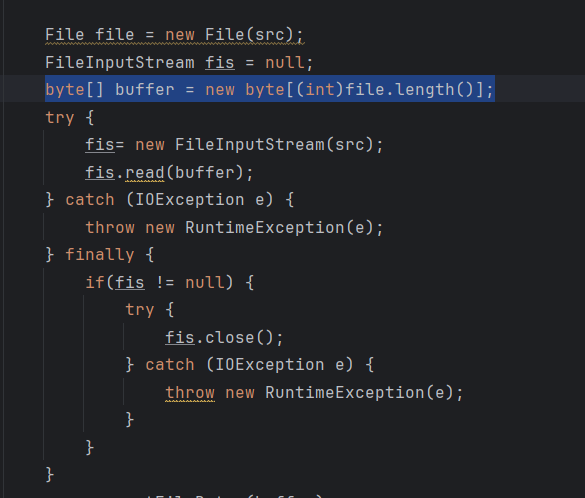 File file = new File(src);
FileInputStream fis = null;
byte[] buffer = new byte[(int)file.length()];
try {
fis= new FileInputStream(src);
fis.read(buffer);
} catch (IOException e) {
throw new RuntimeException(e);
} finally {
if(fis != null) {
try {
fis.close();
} catch (IOException e) {
throw new RuntimeException(e);
}
}
}